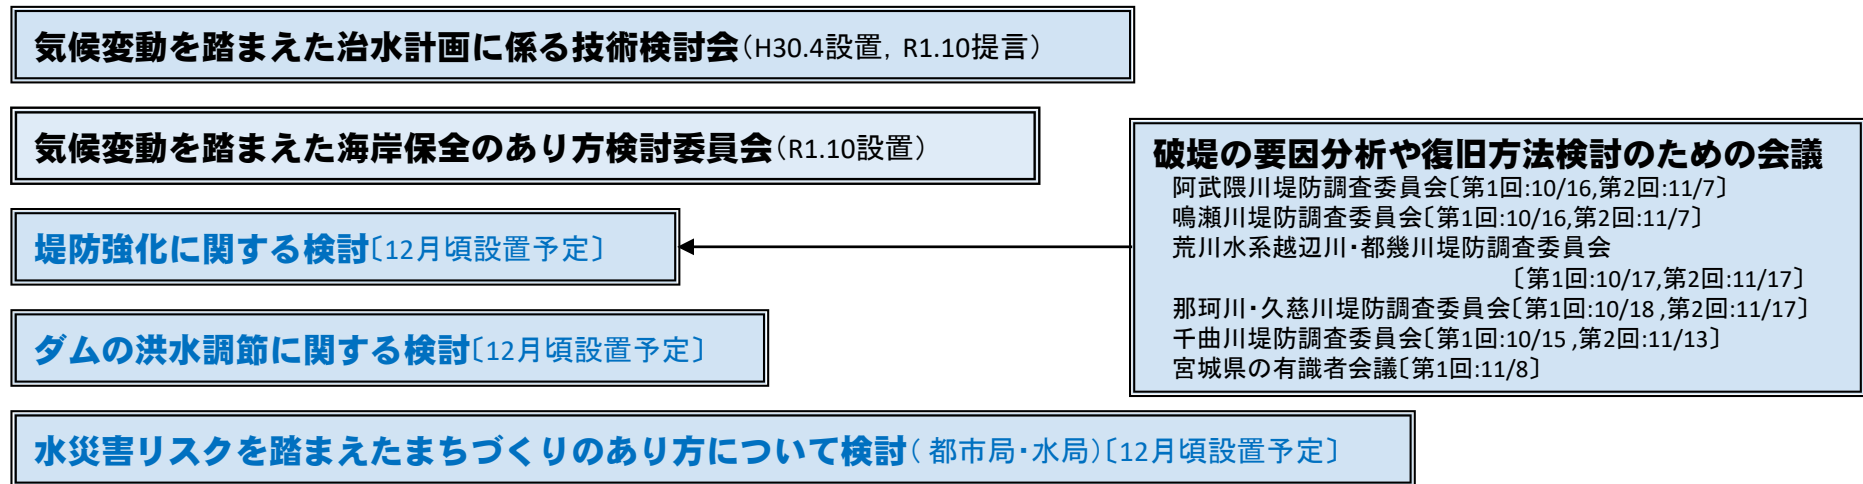 気候変動を踏まえた治水計画に係る技術検討会(H30.4設置, R1.10提言)
気候変動を踏まえた海岸保全のあり方検討委員会(R1.10設置)
堤防強化に関する検討〔12月頃設置予定〕
ダムの洪水調節に関する検討〔12月頃設置予定〕
水災害リスクを踏まえたまちづくりのあり方について検討( 都市局・水局)〔12月頃設置予定〕
破堤の要因分析や復旧方法検討のための会議
阿武隈川堤防調査委員会〔第1回:10/16,第2回:11/7〕
鳴瀬川堤防調査委員会〔第1回:10/16,第2回:11/7〕
荒川水系越辺川・都幾川堤防調査委員会
〔第1回:10/17,第2回:11/17〕
那珂川・久慈川堤防調査委員会〔第1回:10/18 ,第2回:11/17〕
千曲川堤防調査委員会〔第1回:10/15 ,第2回:11/13〕
宮城県の有識者会議〔第1回:11/8〕